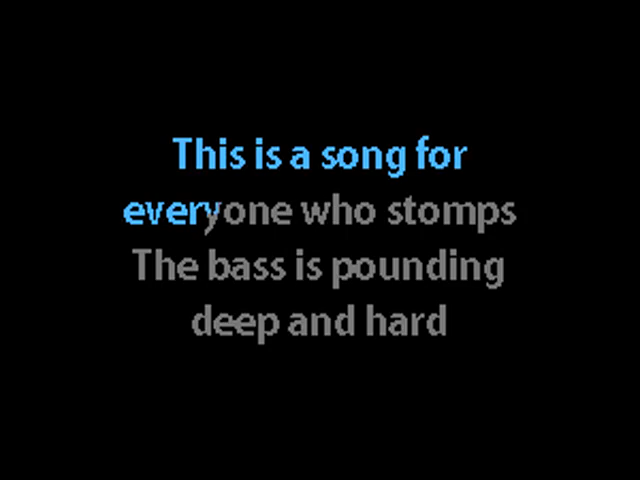 This is a song for
everyone who stomps
The bass is pounding
deep and hard